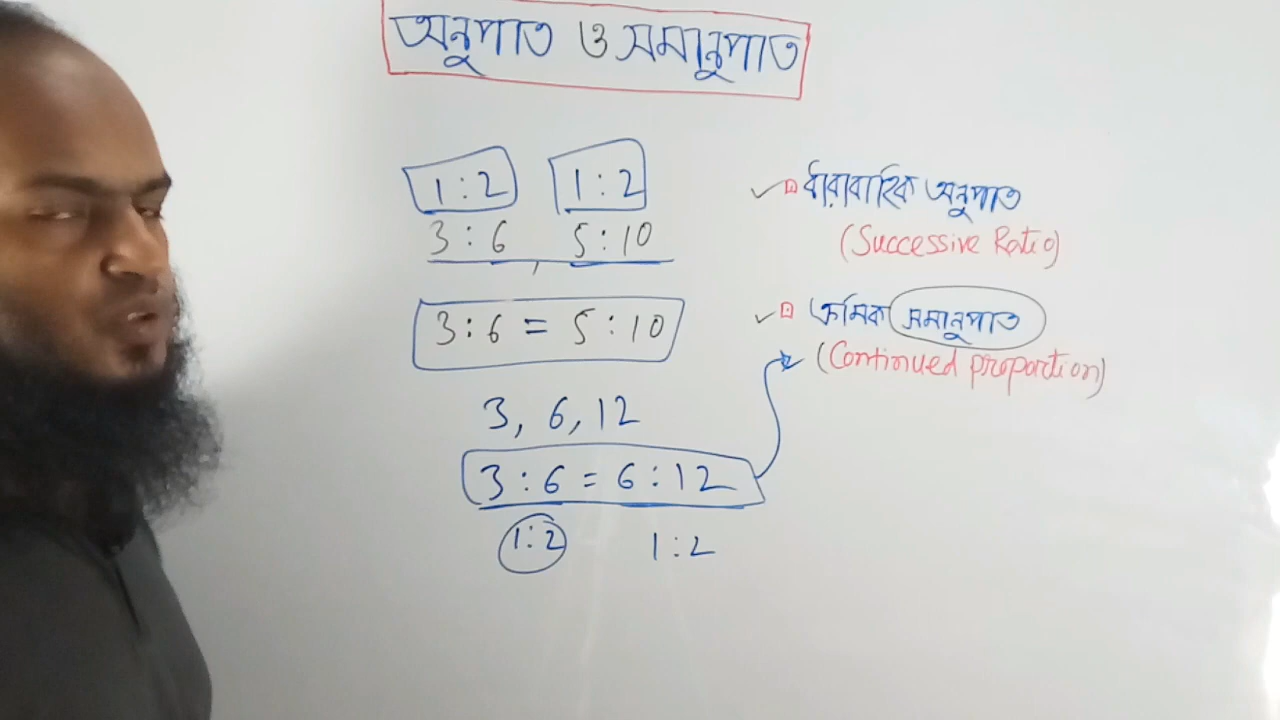 অনুপাত ও সমানুপাত
1:2 1:2
3:6 , 5:10
3:6 = 5:10
3, 6, 12
3:6 = 6:12
1:2 1:2
ধারাবাহিক অনুপাত
(Successive Ratio)
ক্রমিক সমানুপাত
(Continued proportion)